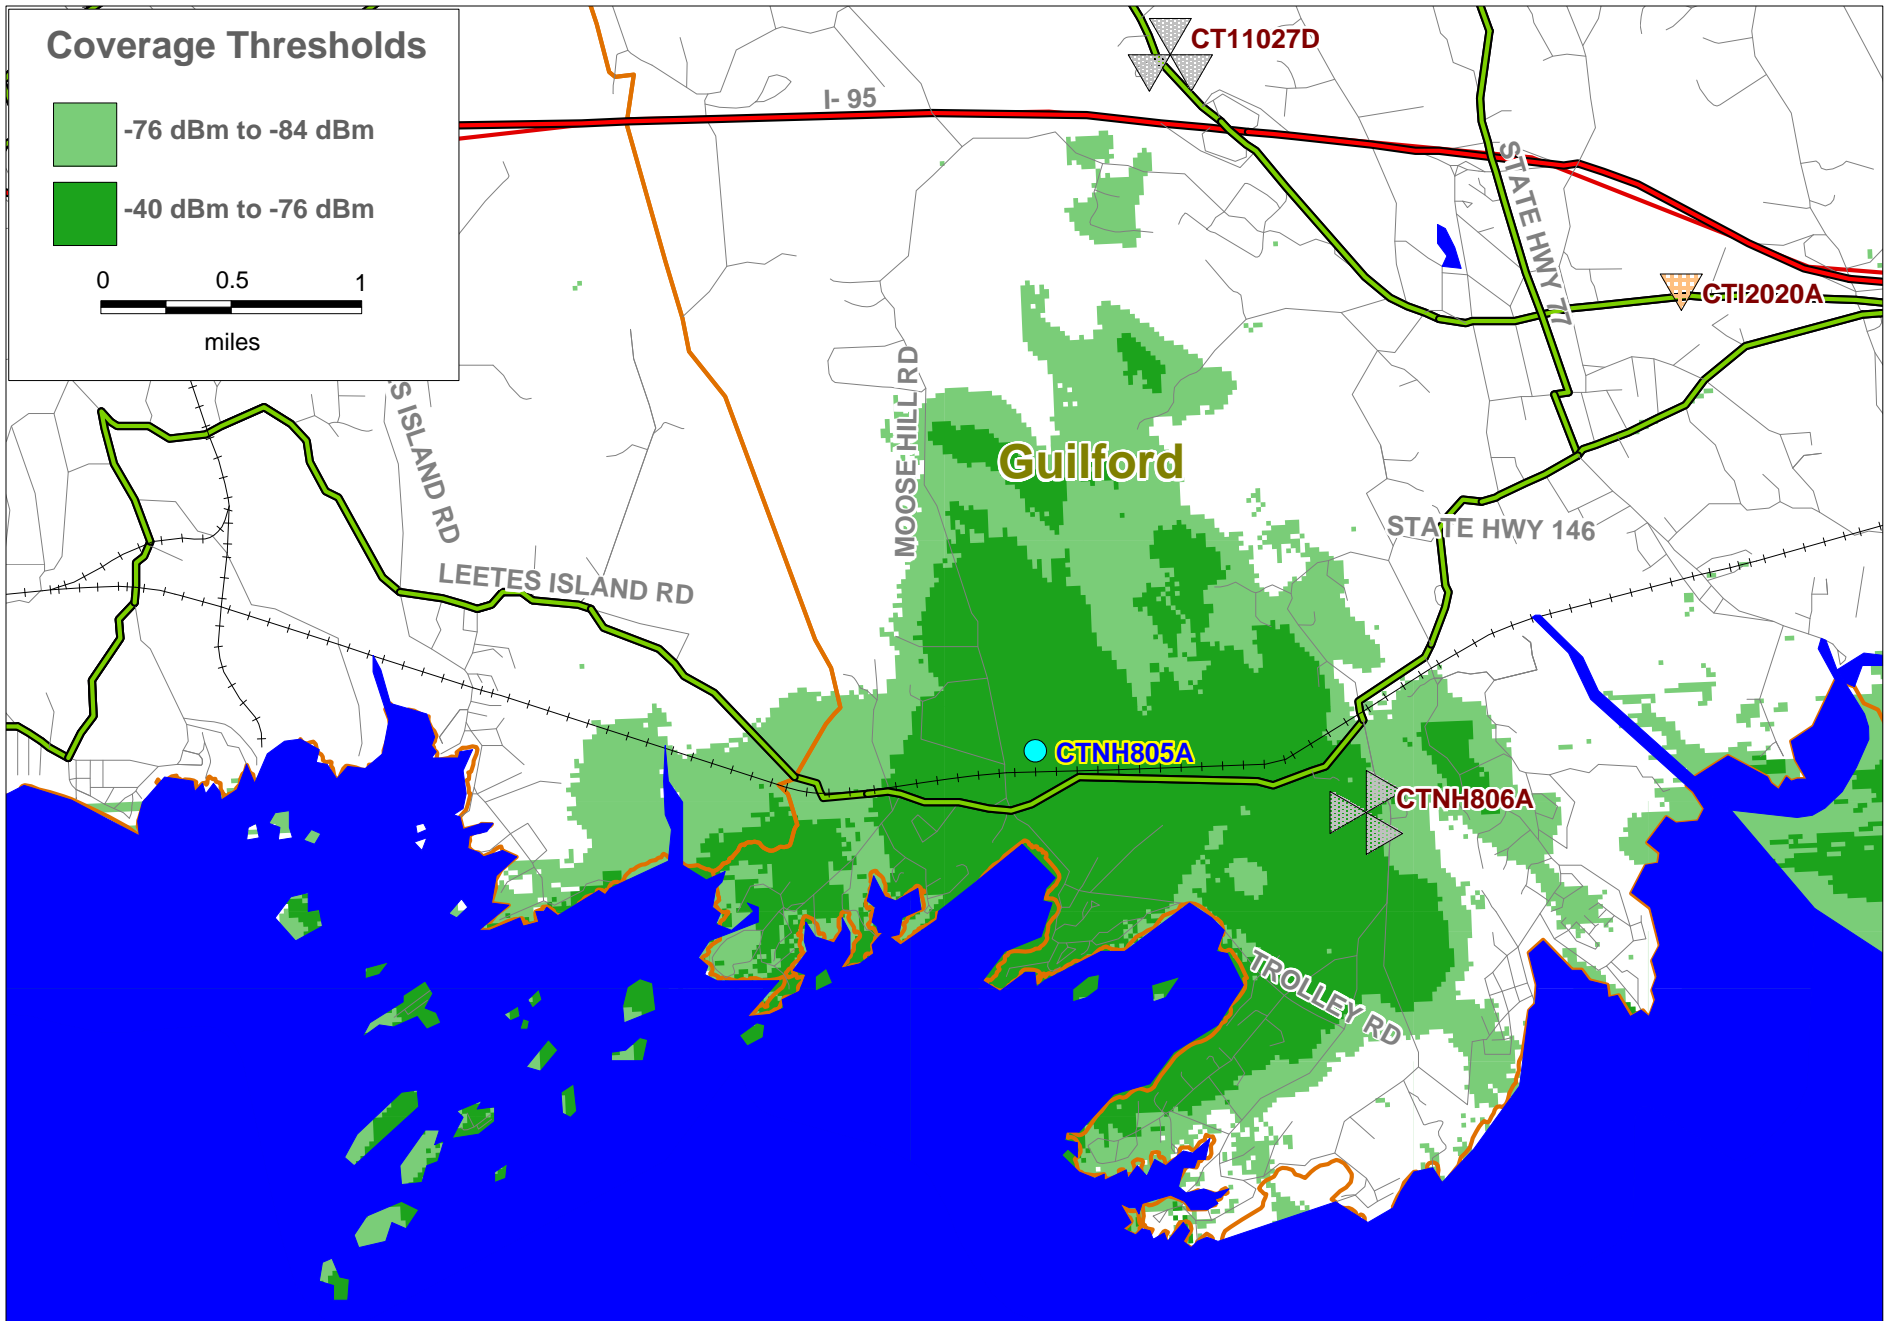 Coverage Thresholds
-76 dBm to -84 dBm
-40 dBm to -76 dBm
0 0.5 1
miles
CT11027D
I- 95
STATE HWY 77
CTI2020A
S ISLAND RD
MOOSE HILL RD
Guilford
STATE HWY 146
LEETES ISLAND RD
CTNH805A
CTNH806A
TROLLEY RD